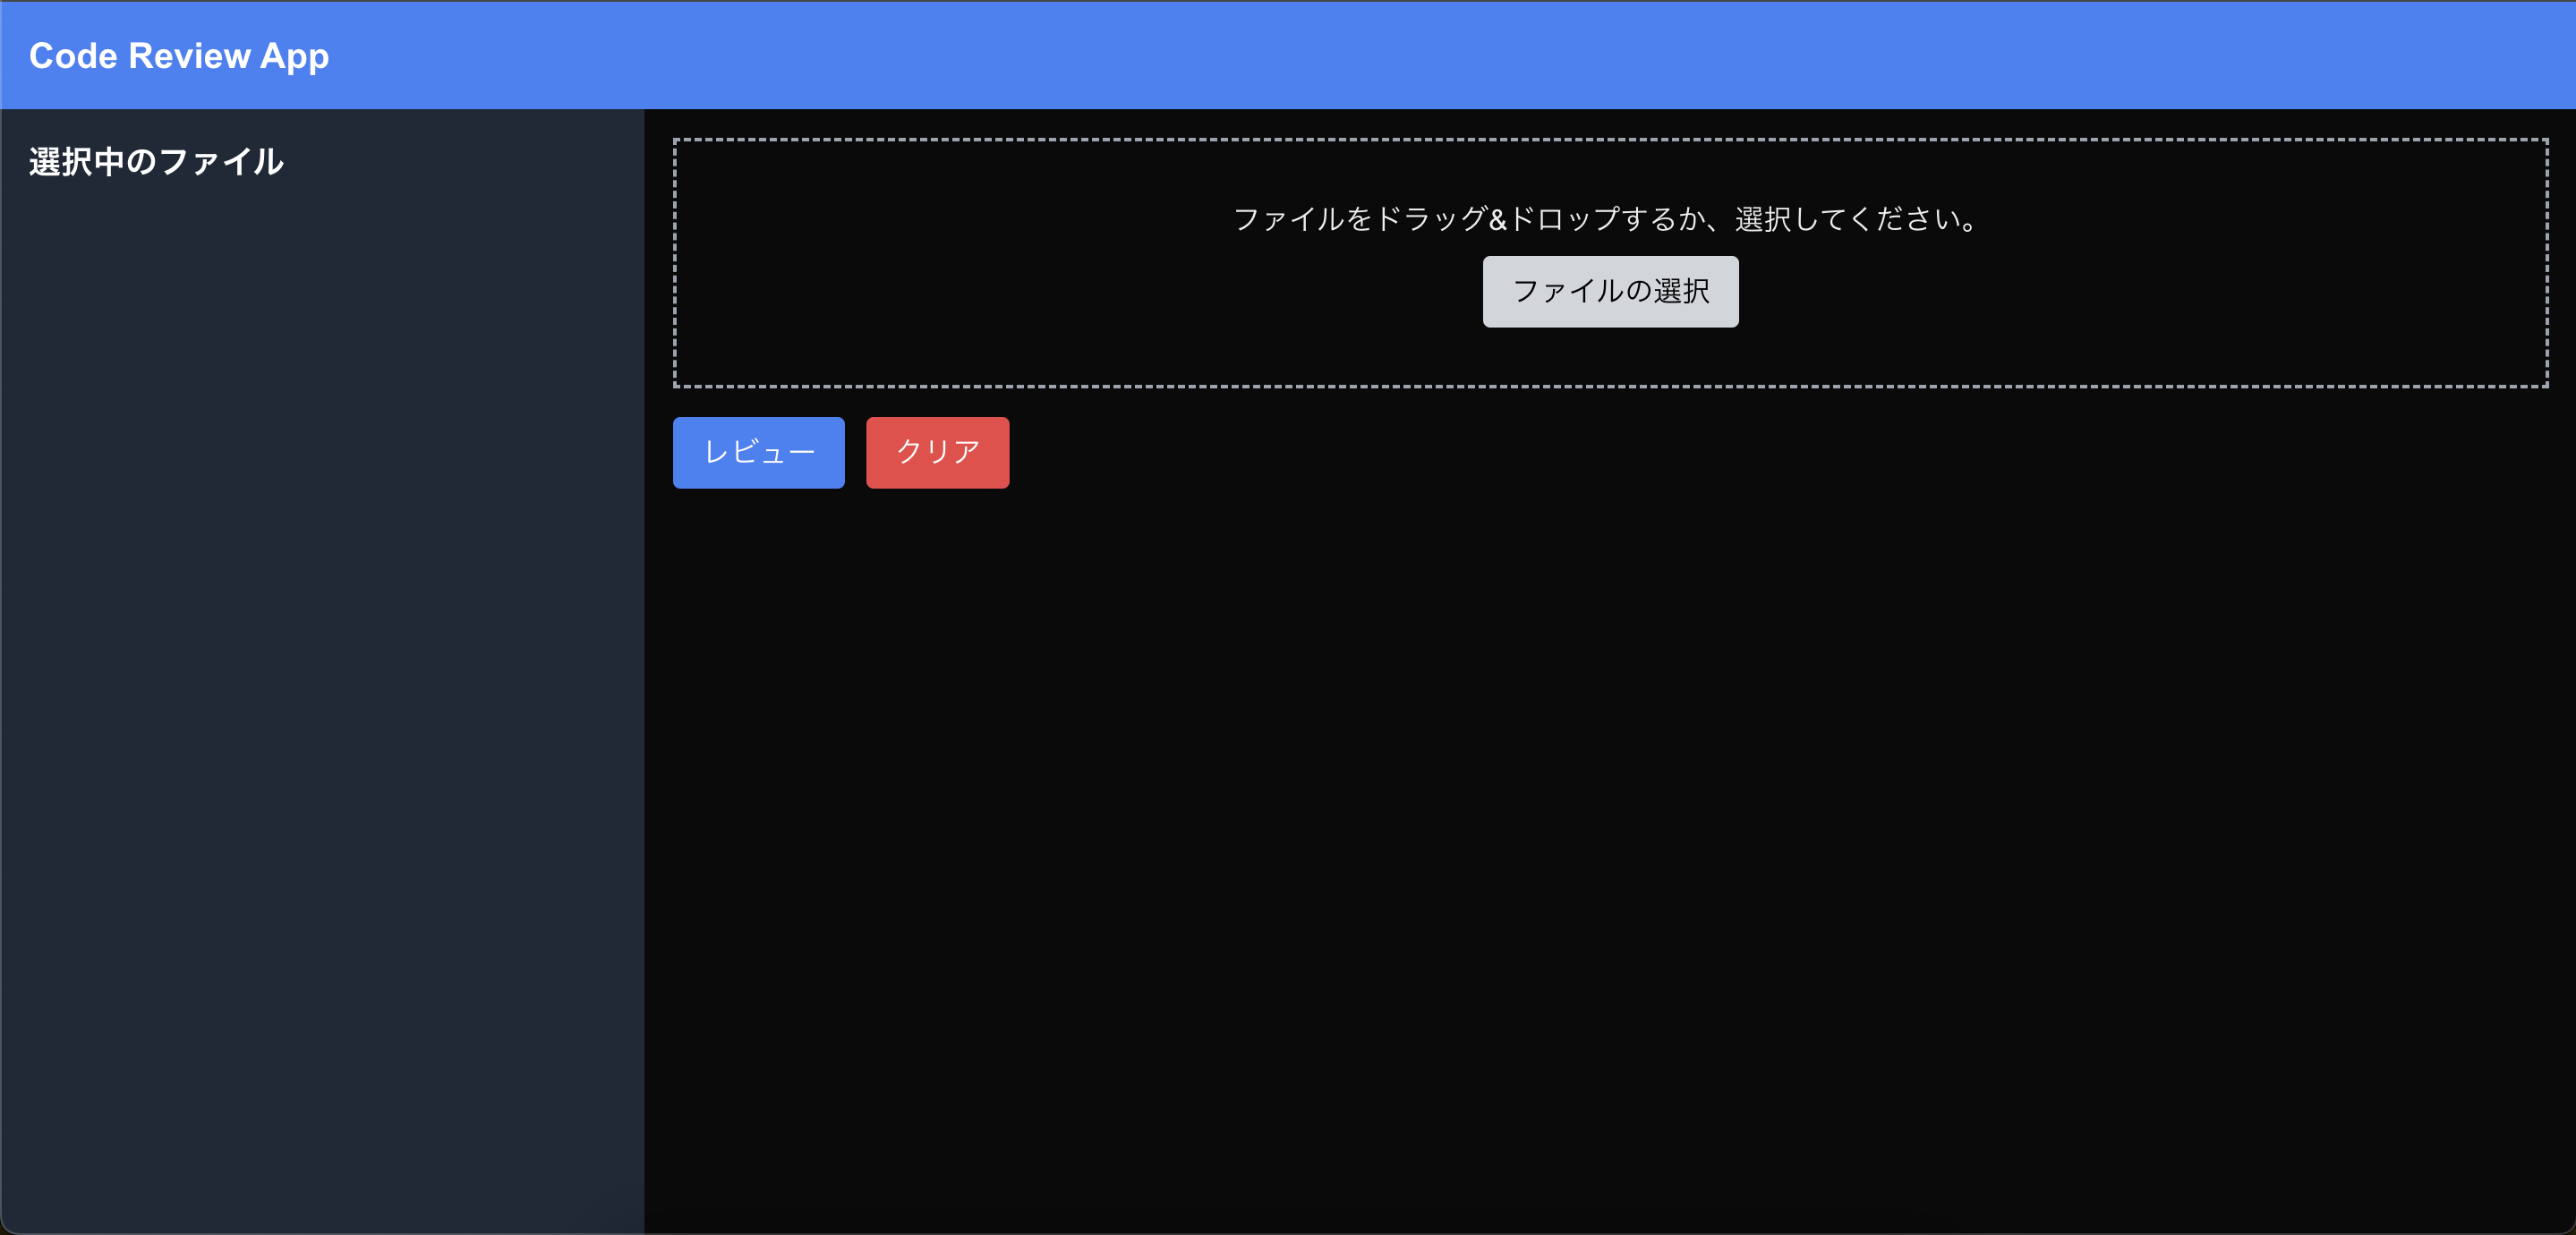 Code Review App
選択中のファイル
ファイルをドラッグ&ドロップするか、選択してください。
ファイルの選択
レビュー
クリア